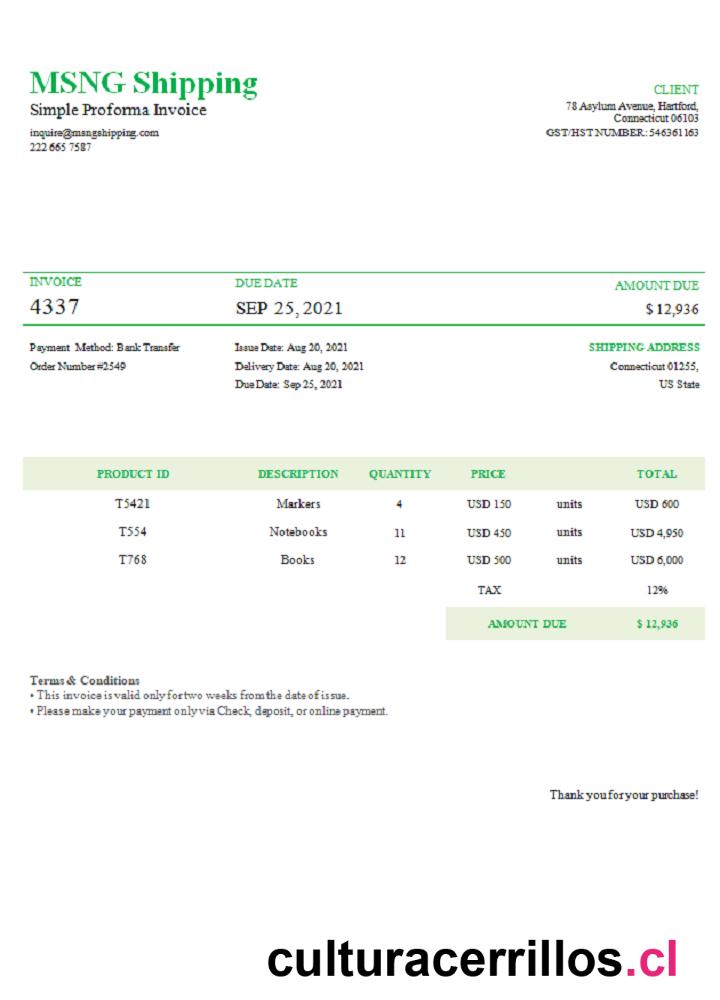 MSNG Shipping
Simple Proforma Invoice
inquire@msngshipping.com
222 665 7587
CLIENT
78 Asylum Avenue, Hartford,
Connecticut 06103
GST/HST NUMBER: 546361163
INVOICE
4337
DUE DATE
SEP 25, 2021
AMOUNT DUE
$ 12,936
Payment Method: Bank Transfer
Order Number #2549
Issue Date: Aug 20, 2021
Delivery Date: Aug 20, 2021
Due Date: Sep 25, 2021
SHIPPING ADDRESS
Connecticut 01255,
US State
PRODUCT ID DESCRIPTION QUANTITY PRICE TOTAL
T5421 Markers 4 USD 150 units USD 600
T554 Notebooks 11 USD 450 units USD 4,950
T768 Books 12 USD 500 units USD 6,000
TAX 12%
AMOUNT DUE $ 12,936
Terms & Conditions
• This invoice is valid only for two weeks from the date of issue.
• Please make your payment only via Check, deposit, or online payment.
Thank you for your purchase!
culturacerrillos.cl